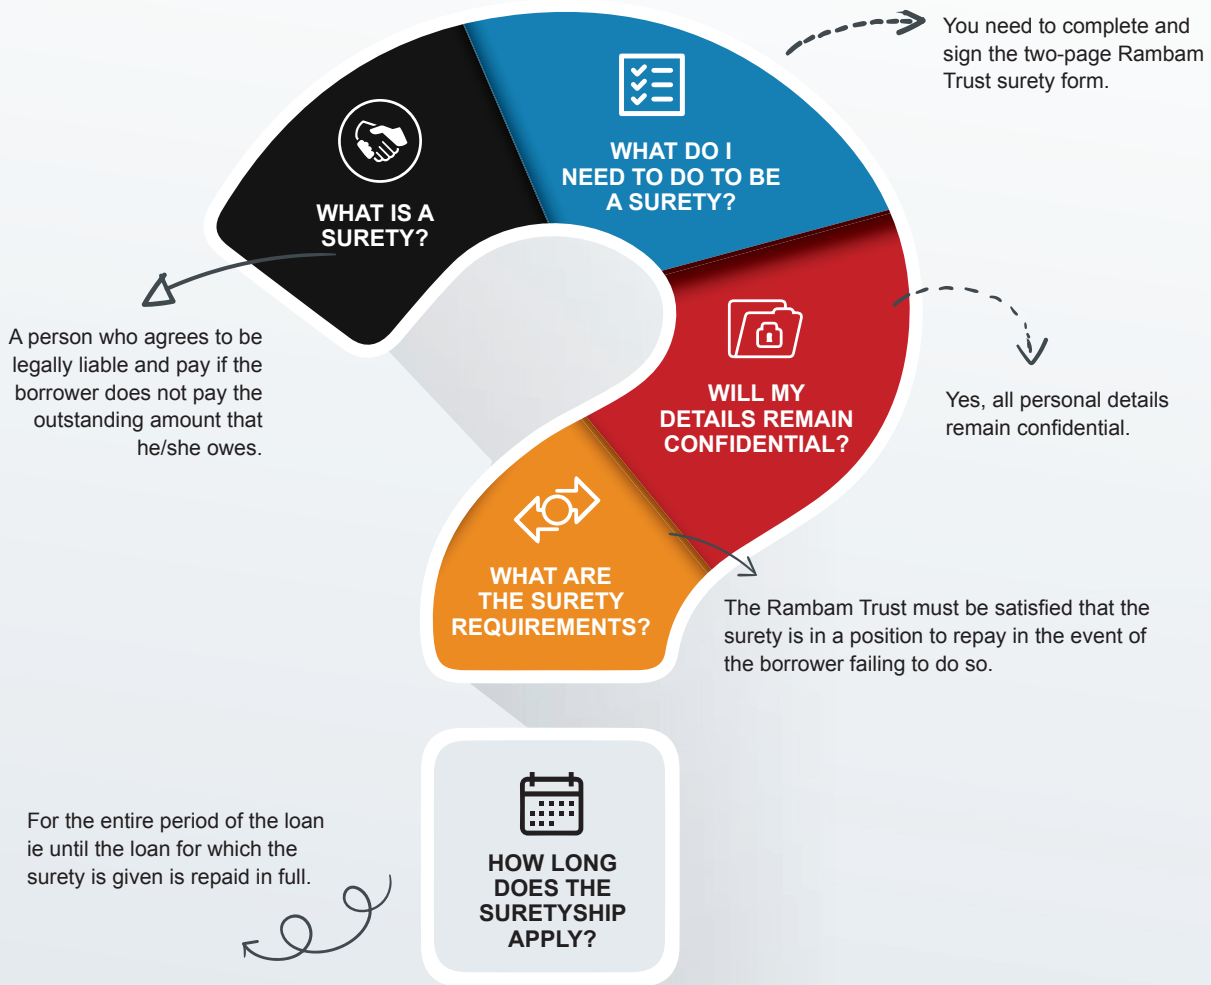 WHAT IS A
SURETY?
A person who agrees to be
legally liable and pay if the
borrower does not pay the
outstanding amount that
he/she owes.
WHAT DO I
NEED TO DO TO BE
A SURETY?
You need to complete and
sign the two-page Rambam
Trust surety form.
WILL MY
DETAILS REMAIN
CONFIDENTIAL?
Yes, all personal details
remain confidential.
WHAT ARE
THE SURETY
REQUIREMENTS?
The Rambam Trust must be satisfied that the
surety is in a position to repay in the event of
the borrower failing to do so.
HOW LONG
DOES THE
SURETYSHIP
APPLY?
For the entire period of the loan
ie until the loan for which the
surety is given is repaid in full.